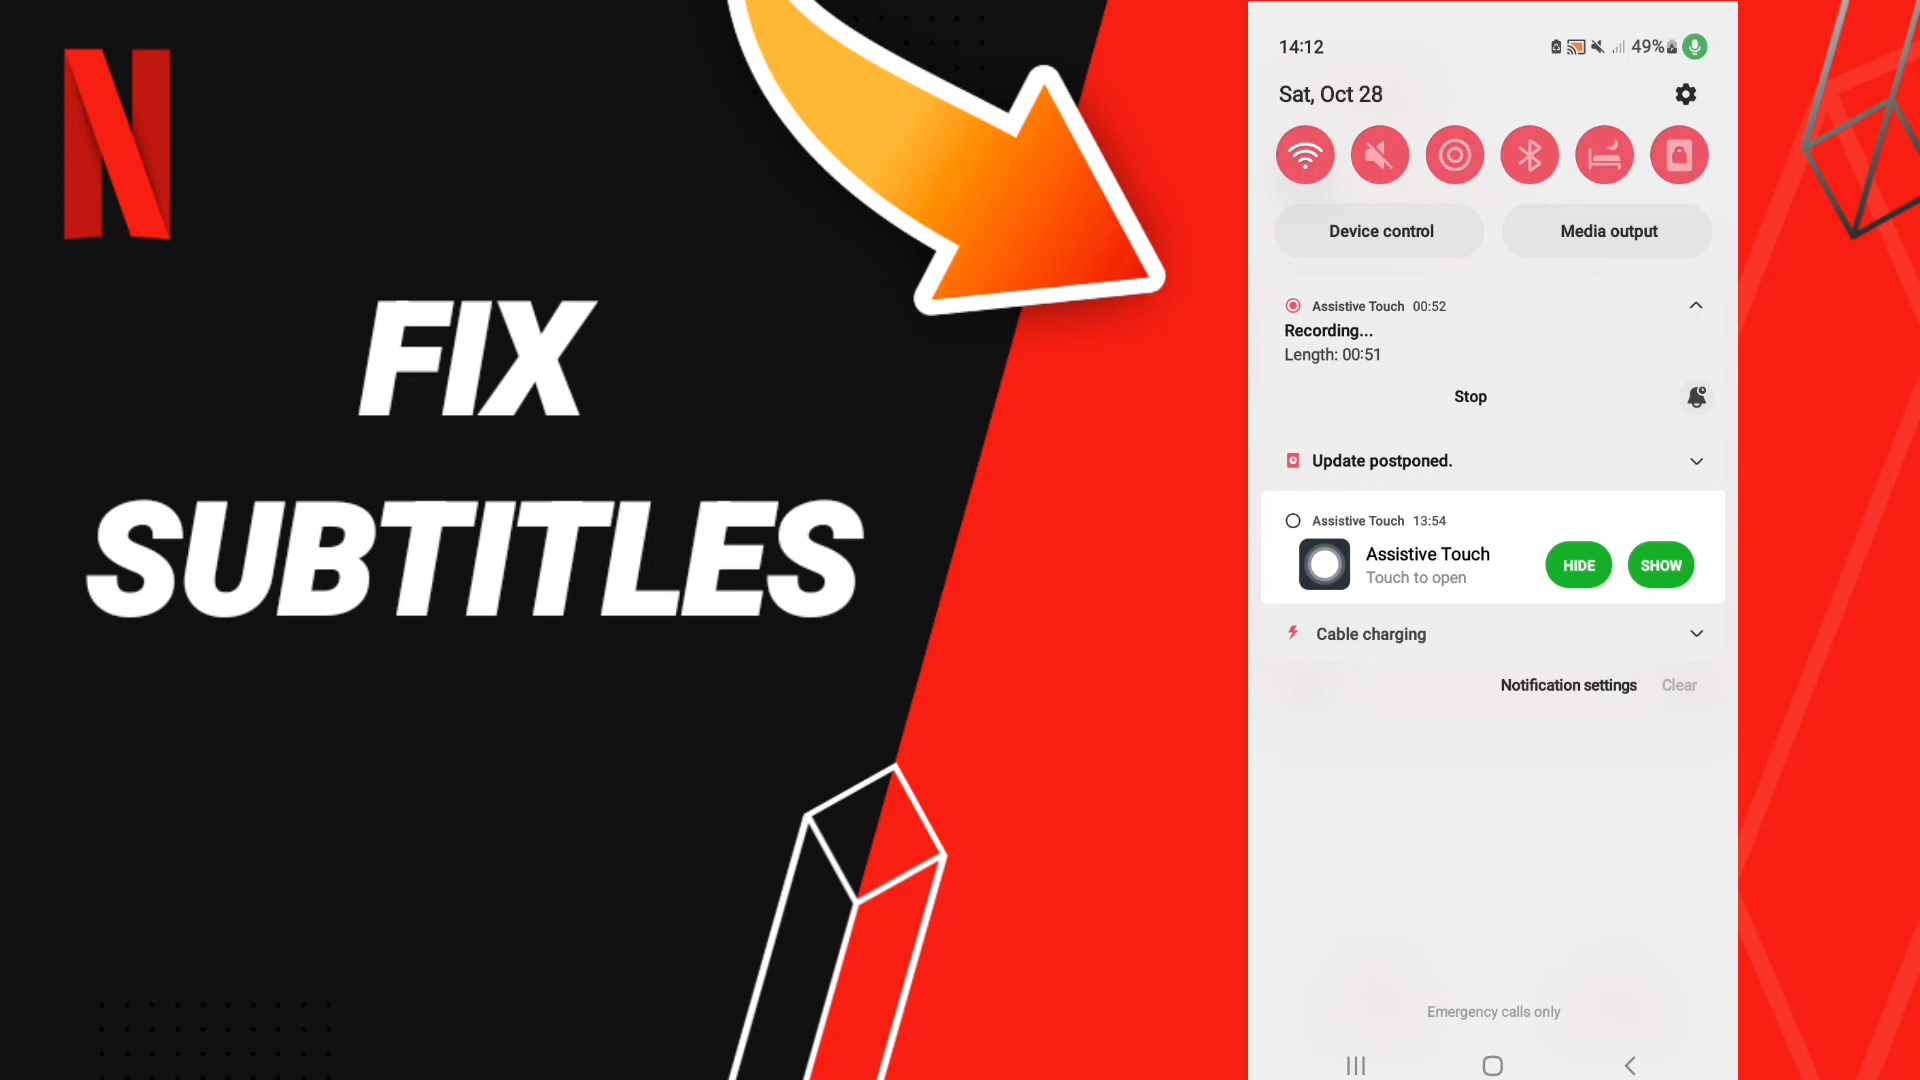 N
FIX
SUBTITLES
14:12
49%
Sat, Oct 28
Device control
Media output
Assistive Touch 00:52
Recording...
Length: 00:51
Stop
Update postponed.
Assistive Touch 13:54
Assistive Touch
Touch to open
HIDE
SHOW
Cable charging
Notification settings
Clear
Emergency calls only